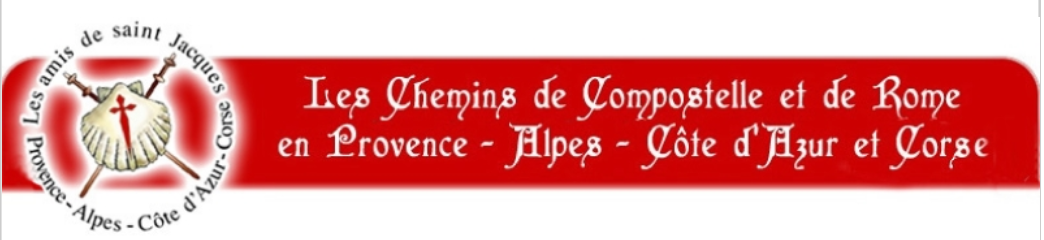 Les amis de saint Jacques
Provence-Alpes-Côte d'Azur-Corse
Les Chemins de Compostelle et de Rome
en Provence - Alpes - Côte d'Azur et Corse